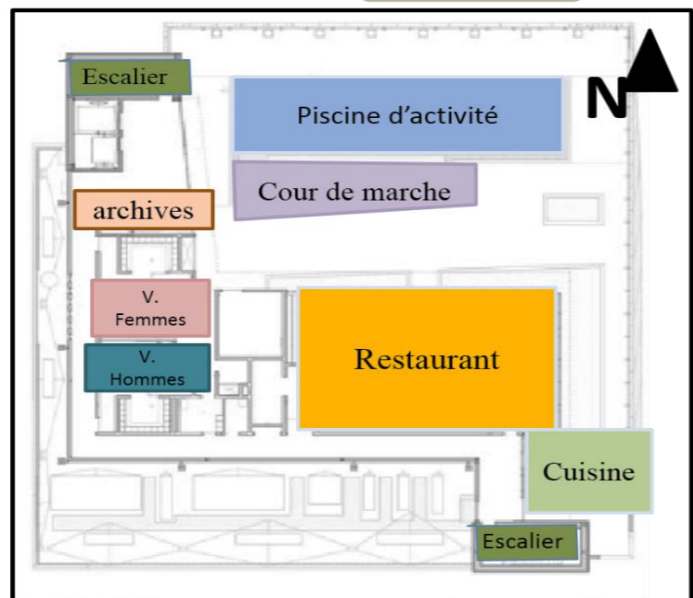 Escalier
Piscine d’activité
N
Cour de marche
archives
V.
Femmes
V.
Hommes
Restaurant
Cuisine
Escalier